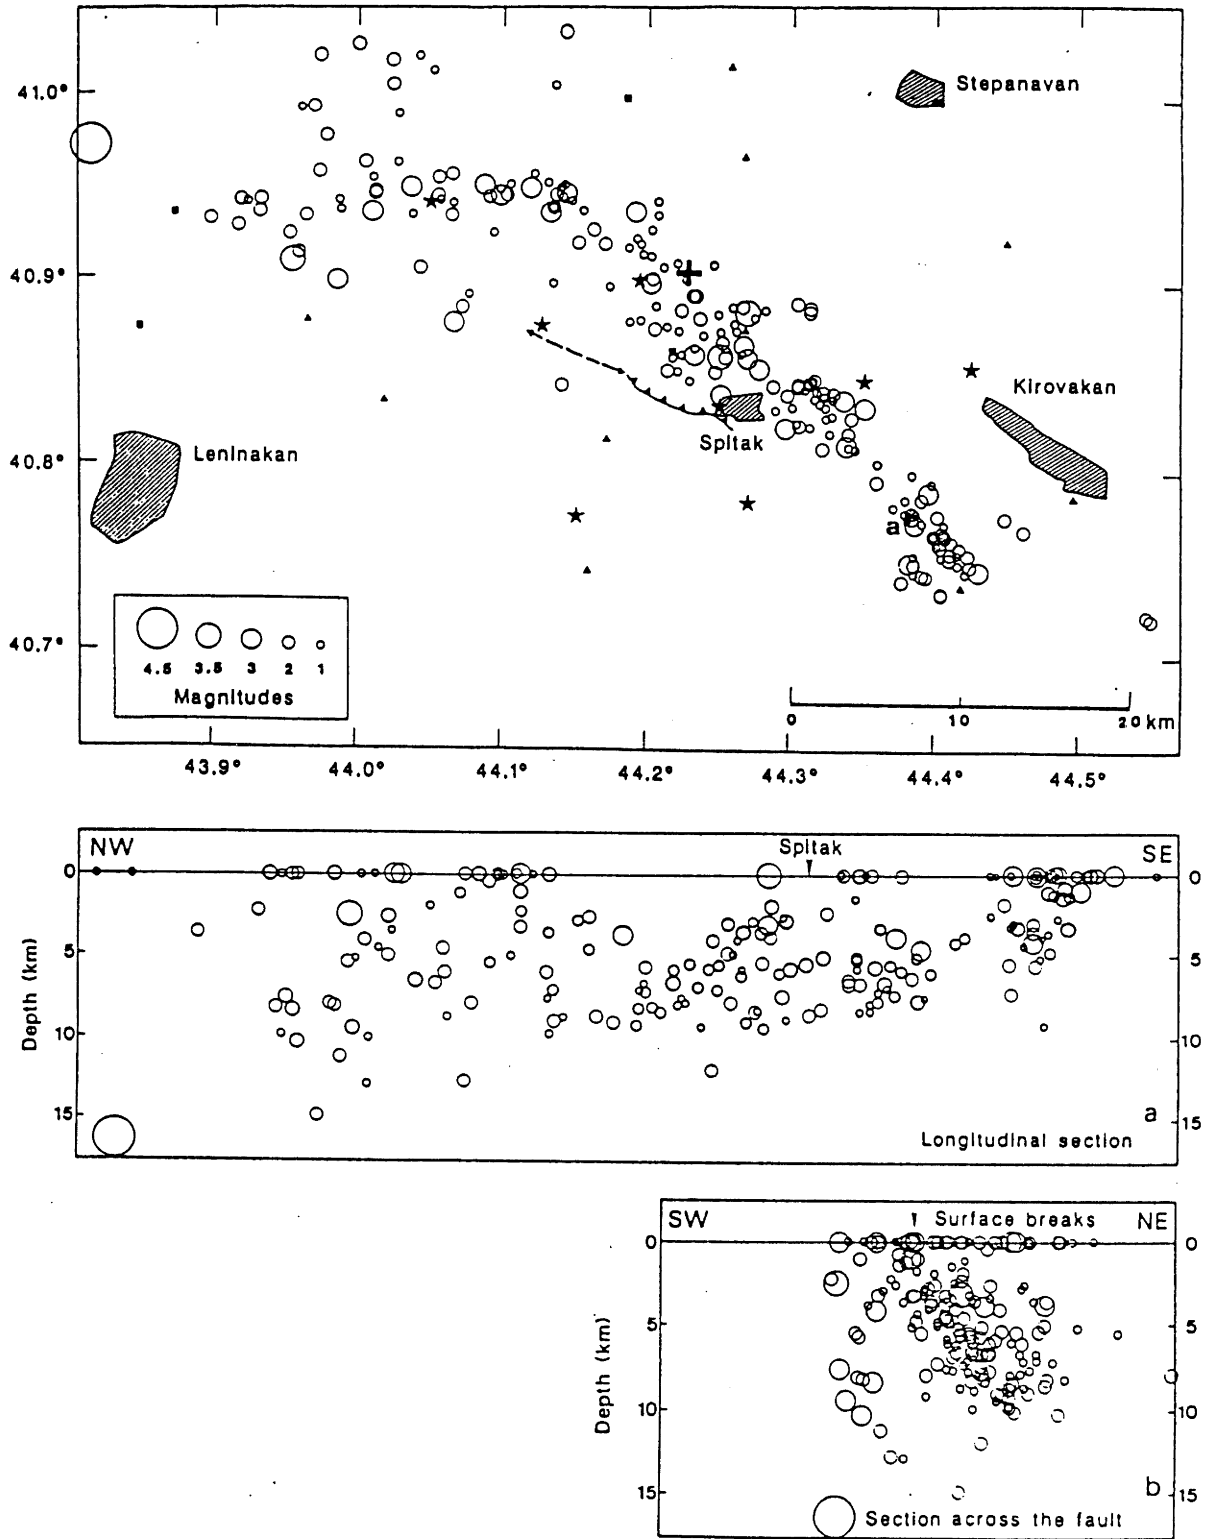 41.0°
40.9°
40.8°
40.7°
Stepanavan
Kirovakan
Spitak
Leninakan
a
4.5 3.5 3 2 1
Magnitudes
0 10 20 km
43.9° 44.0° 44.1° 44.2° 44.3° 44.4° 44.5°
NW Spitak SE
0 0
5 5
10 10
15 15
Depth (km)
a
Longitudinal section
SW Surface breaks NE
0 0
5 5
10 10
15 15
Depth (km)
b
Section across the fault